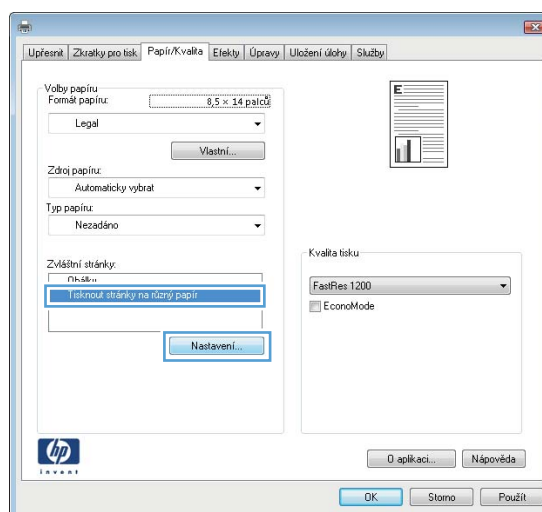 Upřesnit Zkratky pro tisk Papír/Kvalita Efekty Úpravy Uložení úlohy Služby
Volby papíru
Formát papíru: 8,5 × 14 palců
Legal
Vlastní...
Zdroj papíru:
Automaticky vybrat
Typ papíru:
Nezadáno
Zvláštní stránky:
Obálky
Tisknout stránky na různý papír
Nastavení...
E
Kvalita tisku
FastRes 1200
EconoMode
hp
invent
O aplikaci... Nápověda
OK Storno Použít